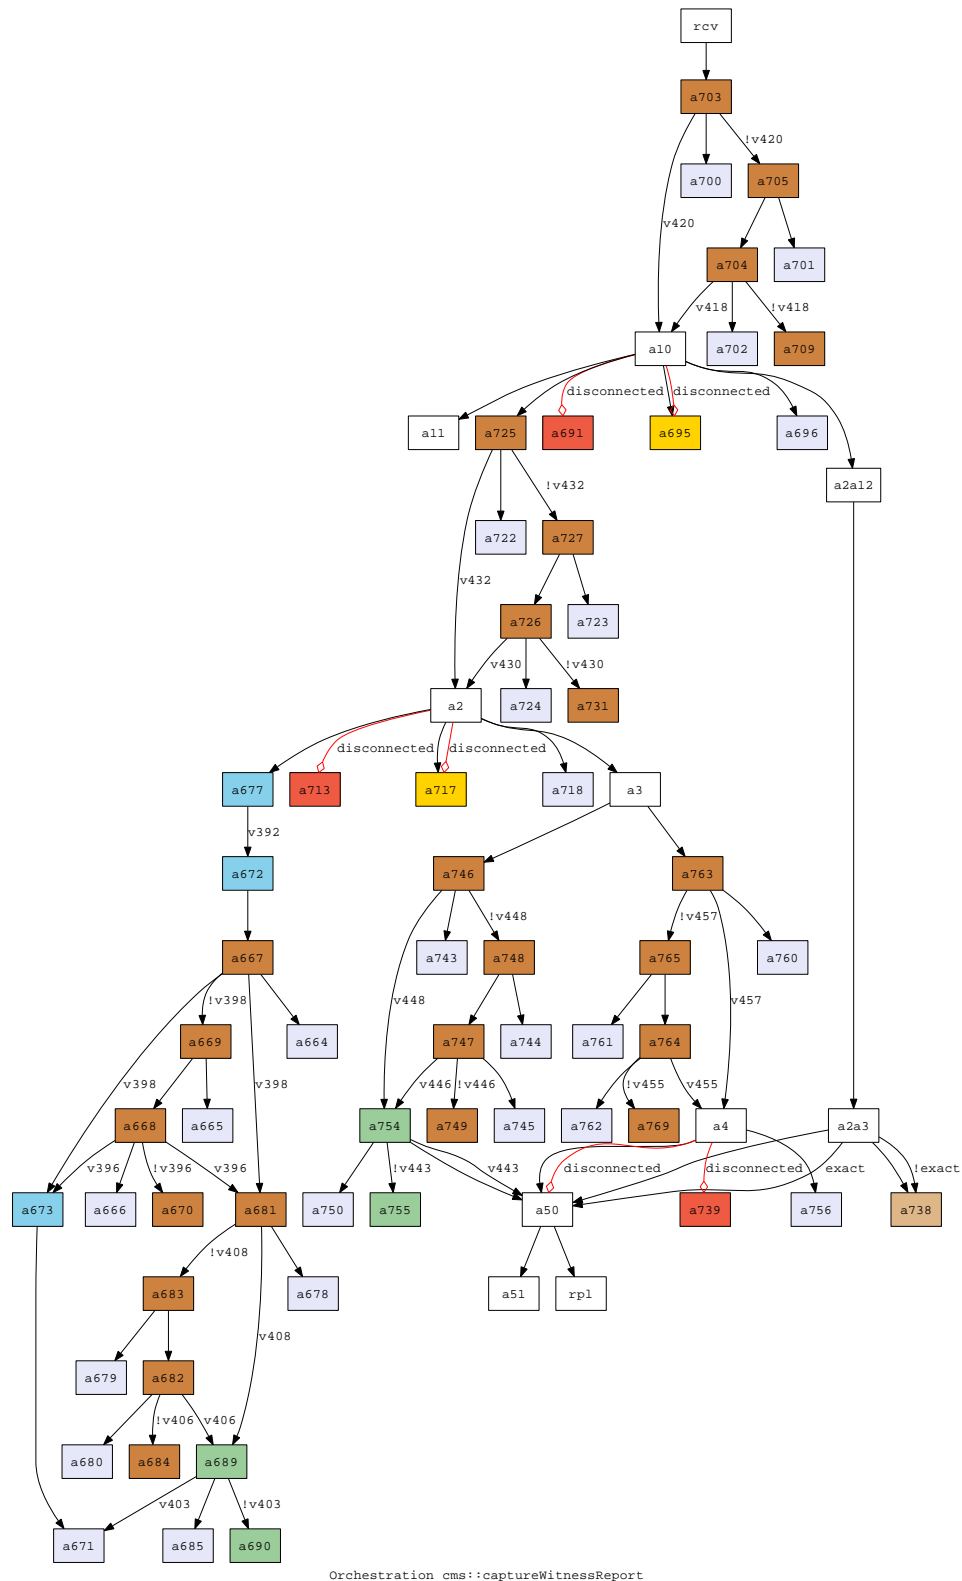 rcv
a703
!v420
a700 a705
v420
a704 a701
v418 !v418
a10 a702 a709
disconnected disconnected
a11 a725 a691 a695 a696
a2a12
!v432
a722 a727
v432
a726 a723
v430 !v430
a2 a724 a731
disconnected disconnected
a677 a713 a717 a718 a3
v392
a672 a746 a763
!v448 !v457
a667 a743 a748 a765 a760
!v398 v448 v457
a669 a664 a747 a744 a761 a764
v398 v398 v446 !v446 !v455 v455
a668 a665 a754 a749 a745 a762 a769 a4 a2a3
v396 !v396 v396 !v443 v443 disconnected disconnected exact !exact
a673 a666 a670 a681 a750 a755 a50 a739 a756 a738
!v408
a683 a678 a51 rpl
v408
a679 a682
!v406 v406
a680 a684 a689
v403 !v403
a671 a685 a690
Orchestration cms::captureWitnessReport